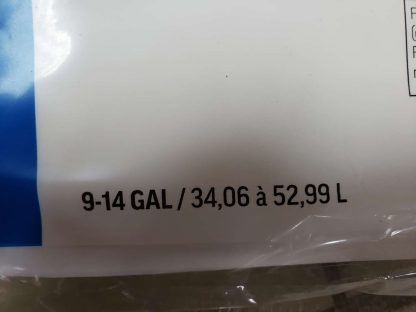 9-14 GAL / 34,06 à 52,99 L